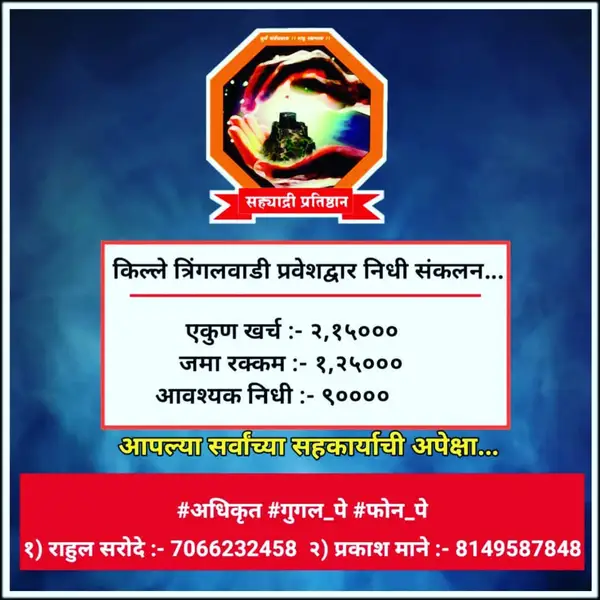 सह्याद्री प्रतिष्ठान
किल्ले त्रिंगलवाडी प्रवेशद्वार निधी संकलन...
एकुण खर्च :- २,१५०००
जमा रक्कम :- १,२५०००
आवश्यक निधी :- ९००००
आपल्या सर्वांच्या सहकार्याची अपेक्षा...
#अधिकृत #गुगल_पे #फोन_पे
१) राहुल सरोदे :- 7066232458 २) प्रकाश माने :- 8149587848